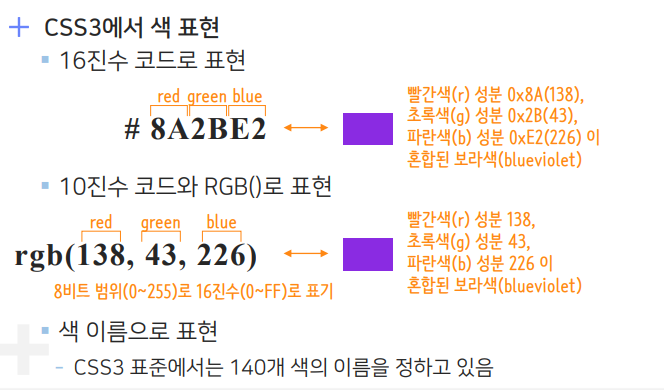 CSS3에서 색 표현
16진수 코드로 표현
red green blue
# 8A2BE2
빨간색(r) 성분 0x8A(138),
초록색(g) 성분 0x2B(43),
파란색(b) 성분 0xE2(226) 이
혼합된 보라색(blueviolet)
10진수 코드와 RGB()로 표현
red green blue
rgb(138, 43, 226)
8비트 범위(0~255)로 16진수(0~FF)로 표기
빨간색(r) 성분 138,
초록색(g) 성분 43,
파란색(b) 성분 226 이
혼합된 보라색(blueviolet)
색 이름으로 표현
- CSS3 표준에서는 140개 색의 이름을 정하고 있음